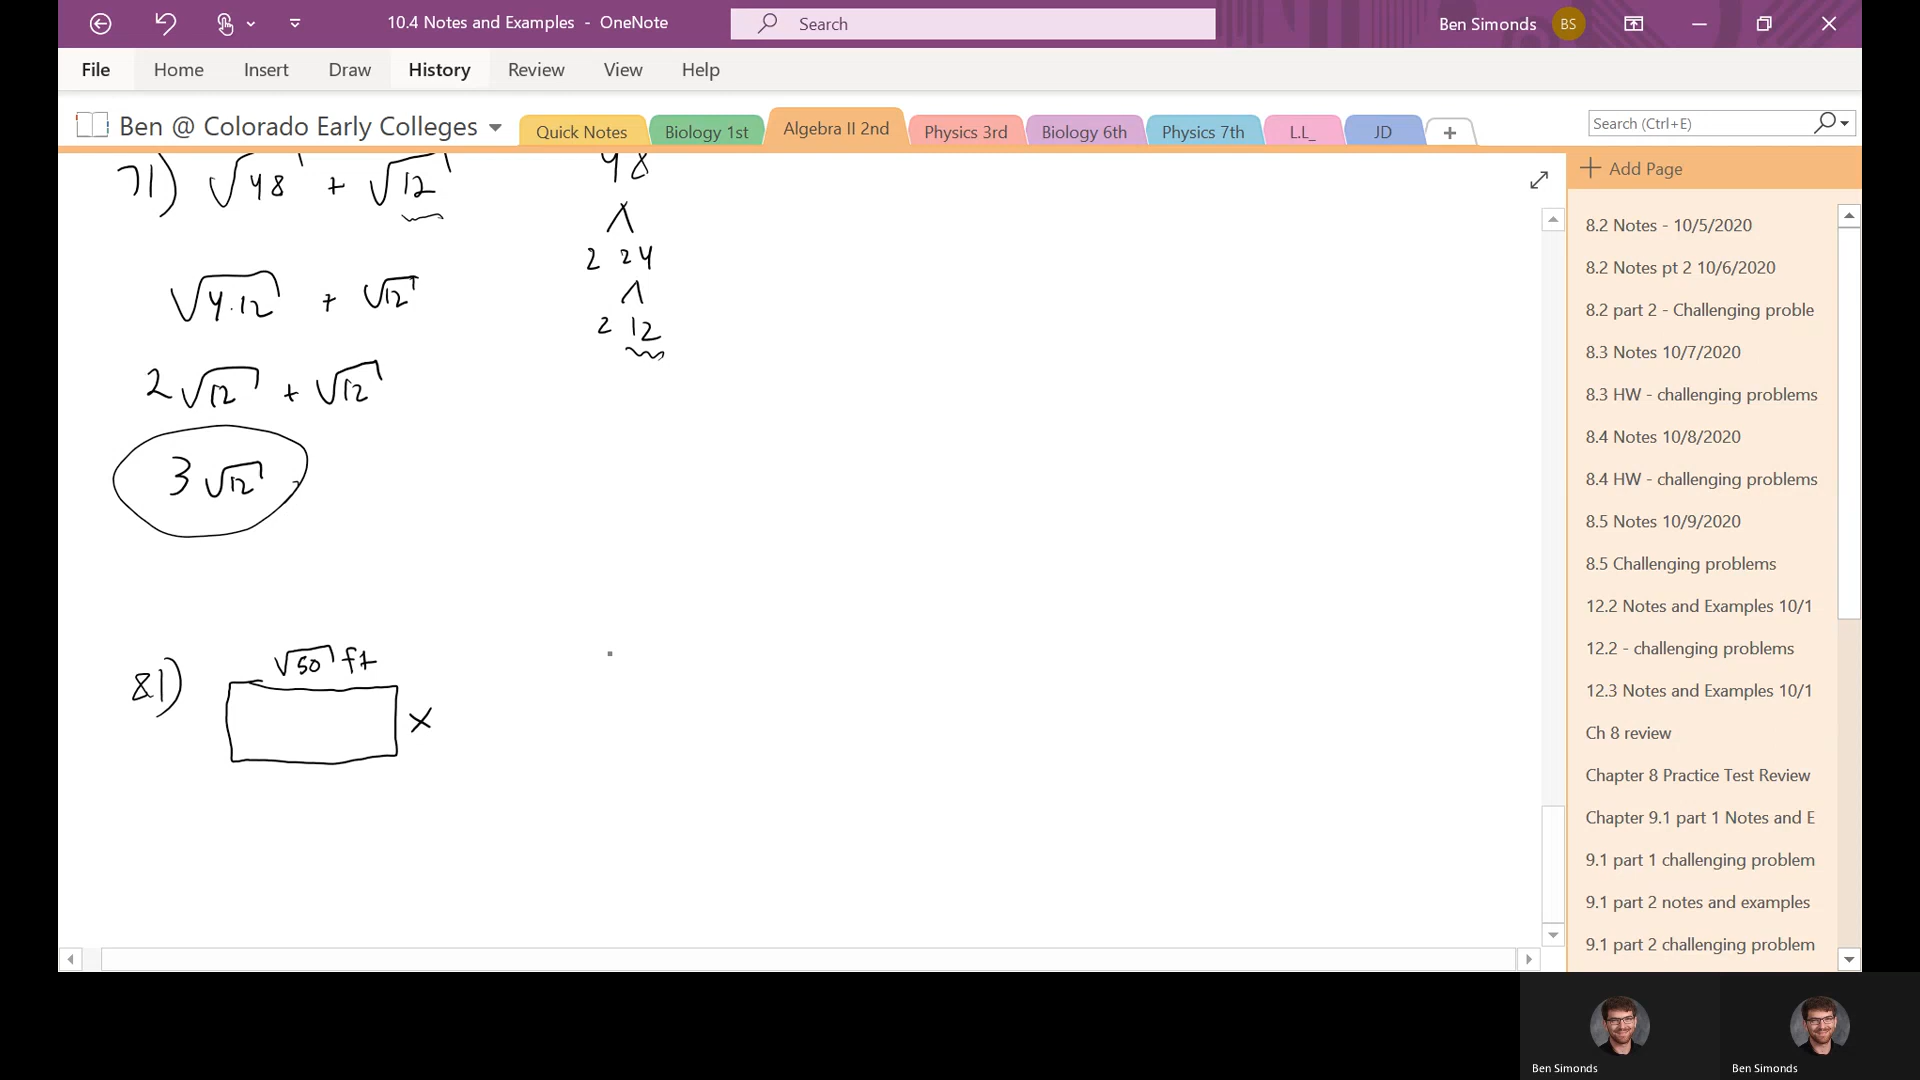 10.4 Notes and Examples - OneNote
Search
Ben Simonds
BS
File
Home
Insert
Draw
History
Review
View
Help
Ben @ Colorado Early Colleges
Quick Notes
Biology 1st
Algebra II 2nd
Physics 3rd
Biology 6th
Physics 7th
L.L_
JD
Search (Ctrl+E)
71) √48 + √12
√4·12 + √12
2√12 + √12
3√12
48
2 24
2 12
81) √50 ft
x
Add Page
8.2 Notes - 10/5/2020
8.2 Notes pt 2 10/6/2020
8.2 part 2 - Challenging proble
8.3 Notes 10/7/2020
8.3 HW - challenging problems
8.4 Notes 10/8/2020
8.4 HW - challenging problems
8.5 Notes 10/9/2020
8.5 Challenging problems
12.2 Notes and Examples 10/1
12.2 - challenging problems
12.3 Notes and Examples 10/1
Ch 8 review
Chapter 8 Practice Test Review
Chapter 9.1 part 1 Notes and E
9.1 part 1 challenging problem
9.1 part 2 notes and examples
9.1 part 2 challenging problem
Ben Simonds
Ben Simonds